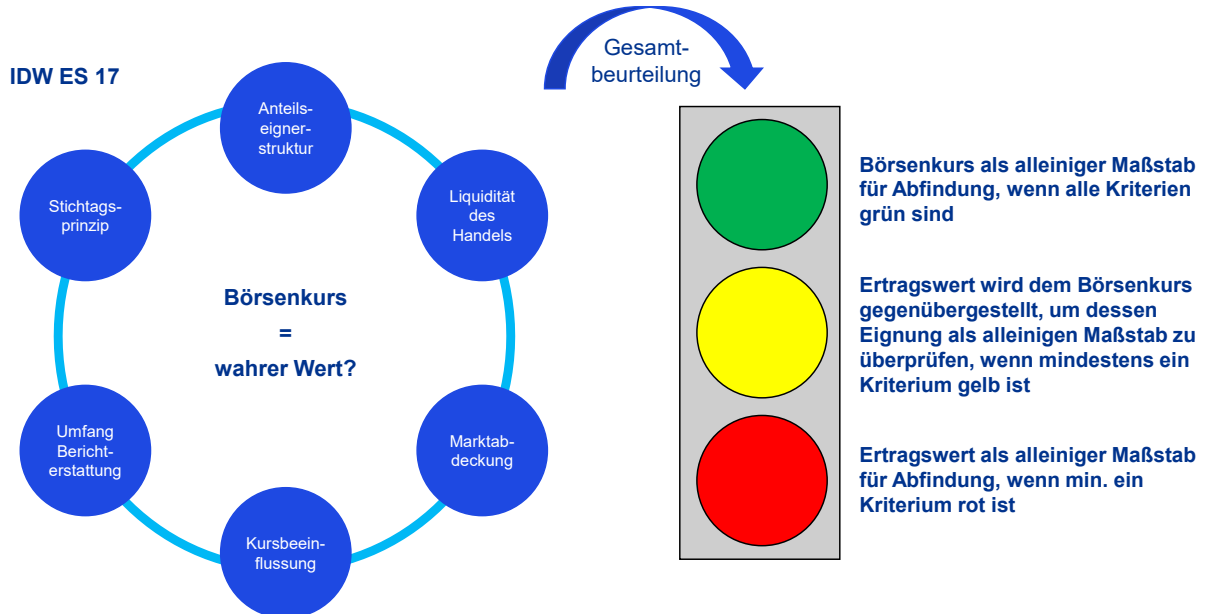 IDW ES 17
Anteils-
eigner-
struktur
Liquidität
des
Handels
Marktab-
deckung
Kursbeein-
flussung
Umfang
Bericht-
erstattung
Stichtags-
prinzip
Börsenkurs
=
wahrer Wert?
Gesamt-
beurteilung
Börsenkurs als alleiniger Maßstab
für Abfindung, wenn alle Kriterien
grün sind
Ertragswert wird dem Börsenkurs
gegenübergestellt, um dessen
Eignung als alleinigen Maßstab zu
überprüfen, wenn mindestens ein
Kriterium gelb ist
Ertragswert als alleiniger Maßstab
für Abfindung, wenn min. ein
Kriterium rot ist